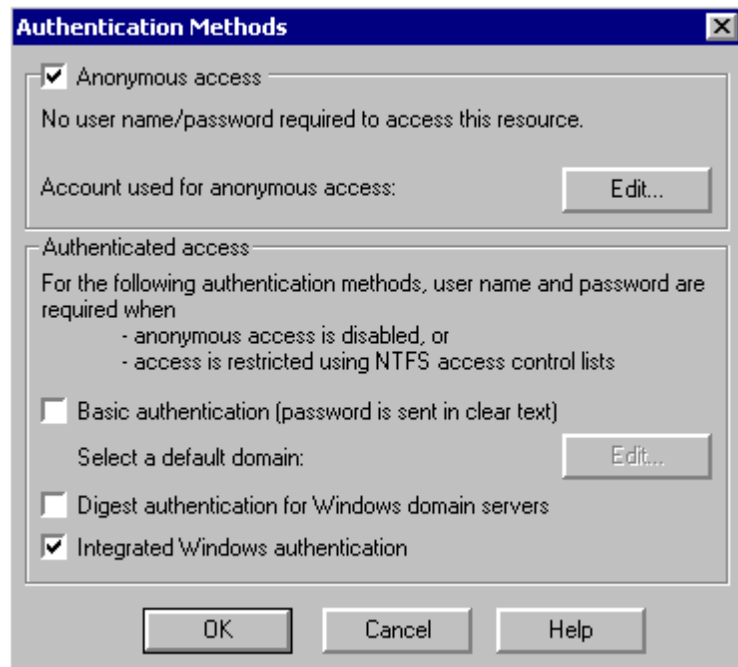 Authentication Methods
Anonymous access
No user name/password required to access this resource.
Account used for anonymous access:
Edit...
Authenticated access
For the following authentication methods, user name and password are
required when
- anonymous access is disabled, or
- access is restricted using NTFS access control lists
Basic authentication (password is sent in clear text)
Select a default domain:
Edit...
Digest authentication for Windows domain servers
Integrated Windows authentication
OK
Cancel
Help